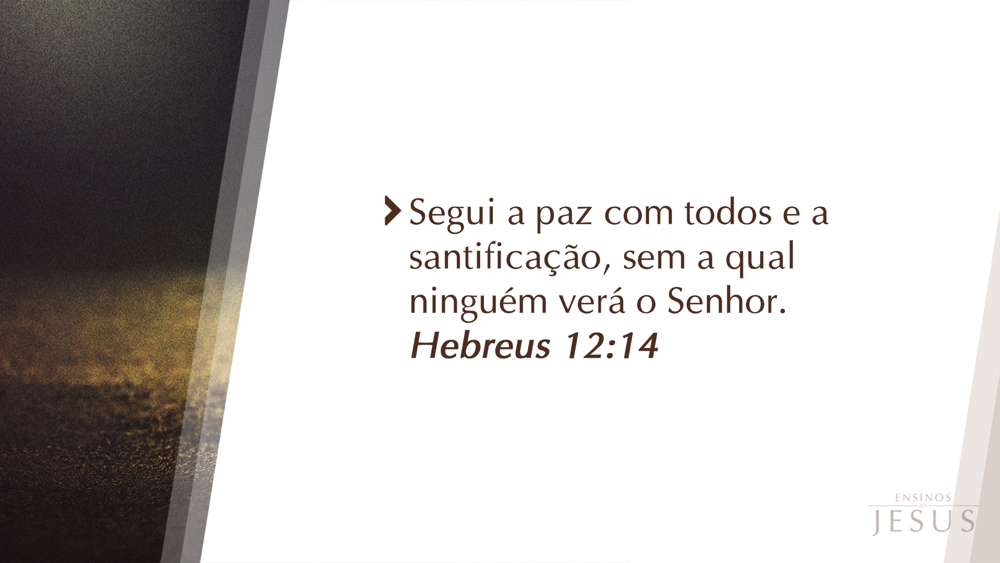 Segui a paz com todos e a
santificação, sem a qual
ninguém verá o Senhor.
Hebreus 12:14
ENSINOS
DE
JESUS